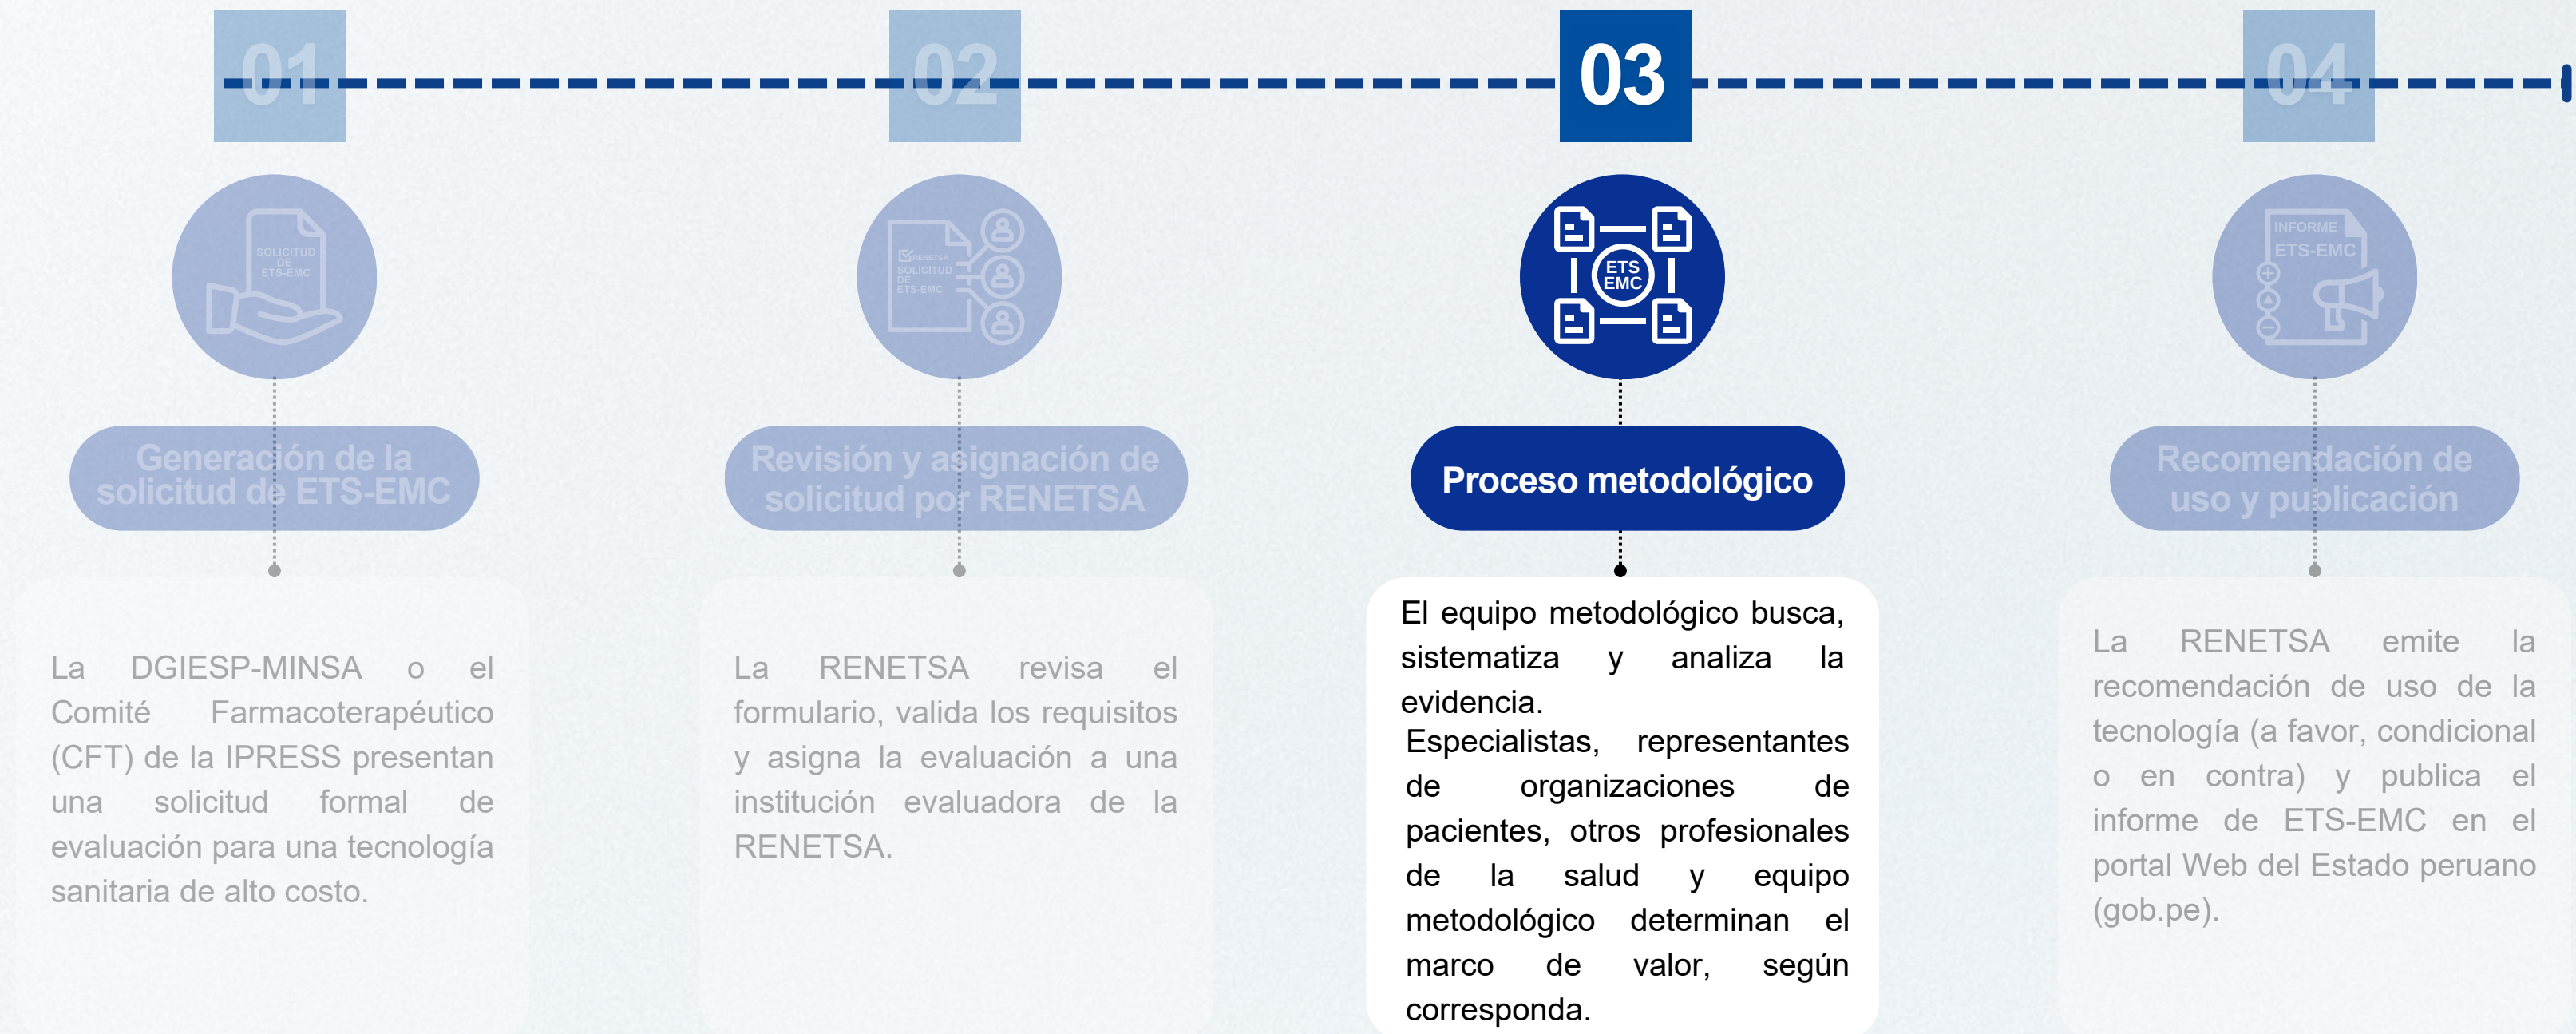 01
SOLICITUD
DE
ETS-EMC
Generación de la
solicitud de ETS-EMC
La DGIESP-MINSA o el
Comité Farmacoterapéutico
(CFT) de la IPRESS presentan
una solicitud formal de
evaluación para una tecnología
sanitaria de alto costo.
02
RENETSA
SOLICITUD
DE
ETS-EMC
Revisión y asignación de
solicitud por RENETSA
La RENETSA revisa el
formulario, valida los requisitos
y asigna la evaluación a una
institución evaluadora de la
RENETSA.
03
ETS
EMC
Proceso metodológico
El equipo metodológico busca,
sistematiza y analiza la
evidencia.
Especialistas, representantes
de organizaciones de
pacientes, otros profesionales
de la salud y equipo
metodológico determinan el
marco de valor, según
corresponda.
04
INFORME
ETS-EMC
Recomendación de
uso y publicación
La RENETSA emite la
recomendación de uso de la
tecnología (a favor, condicional
o en contra) y publica el
informe de ETS-EMC en el
portal Web del Estado peruano
(gob.pe).